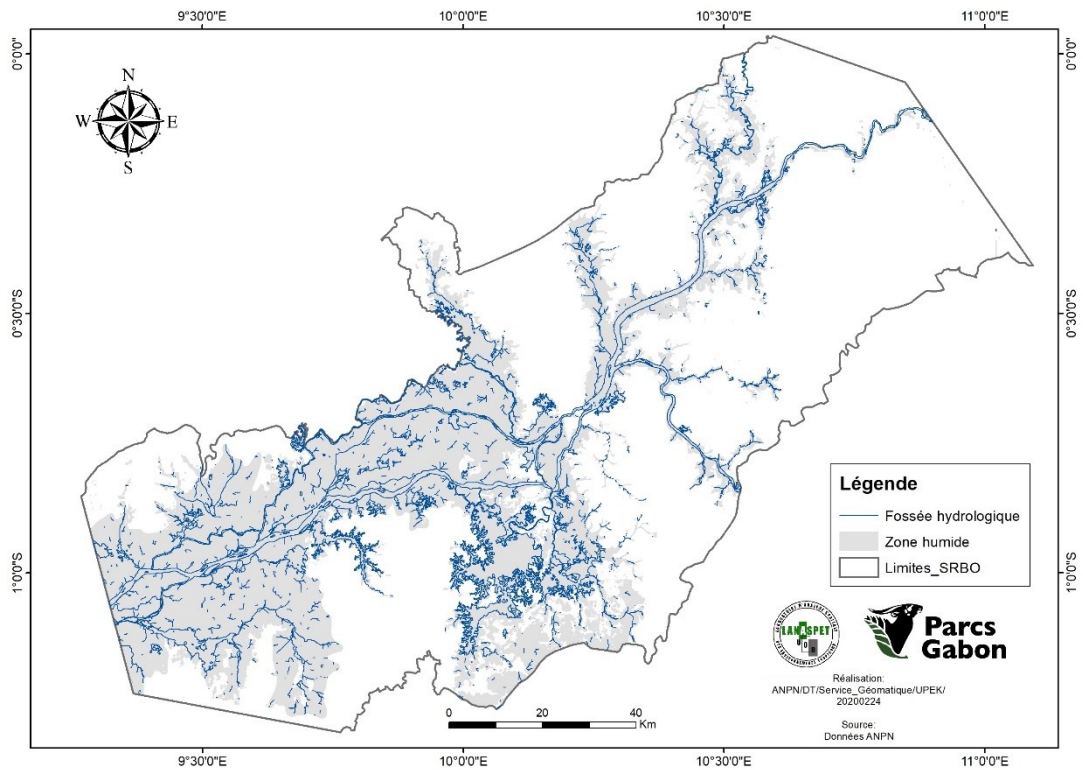 9°30'0"E 10°0'0"E 10°30'0"E 11°0'0"E
0°0'0" 0°0'0"
N
W E
S
0°30'0"S 0°30'0"S
Légende
Fossée hydrologique
Zone humide
Limites_SRBO
1°0'0"S 1°0'0"S
LANASPET
UOB
Parcs
Gabon
Réalisation:
ANPN/DT/Service_Géomatique/UPEK/
20200224
0 20 40
Km
Source:
Données ANPN
9°30'0"E 10°0'0"E 10°30'0"E 11°0'0"E